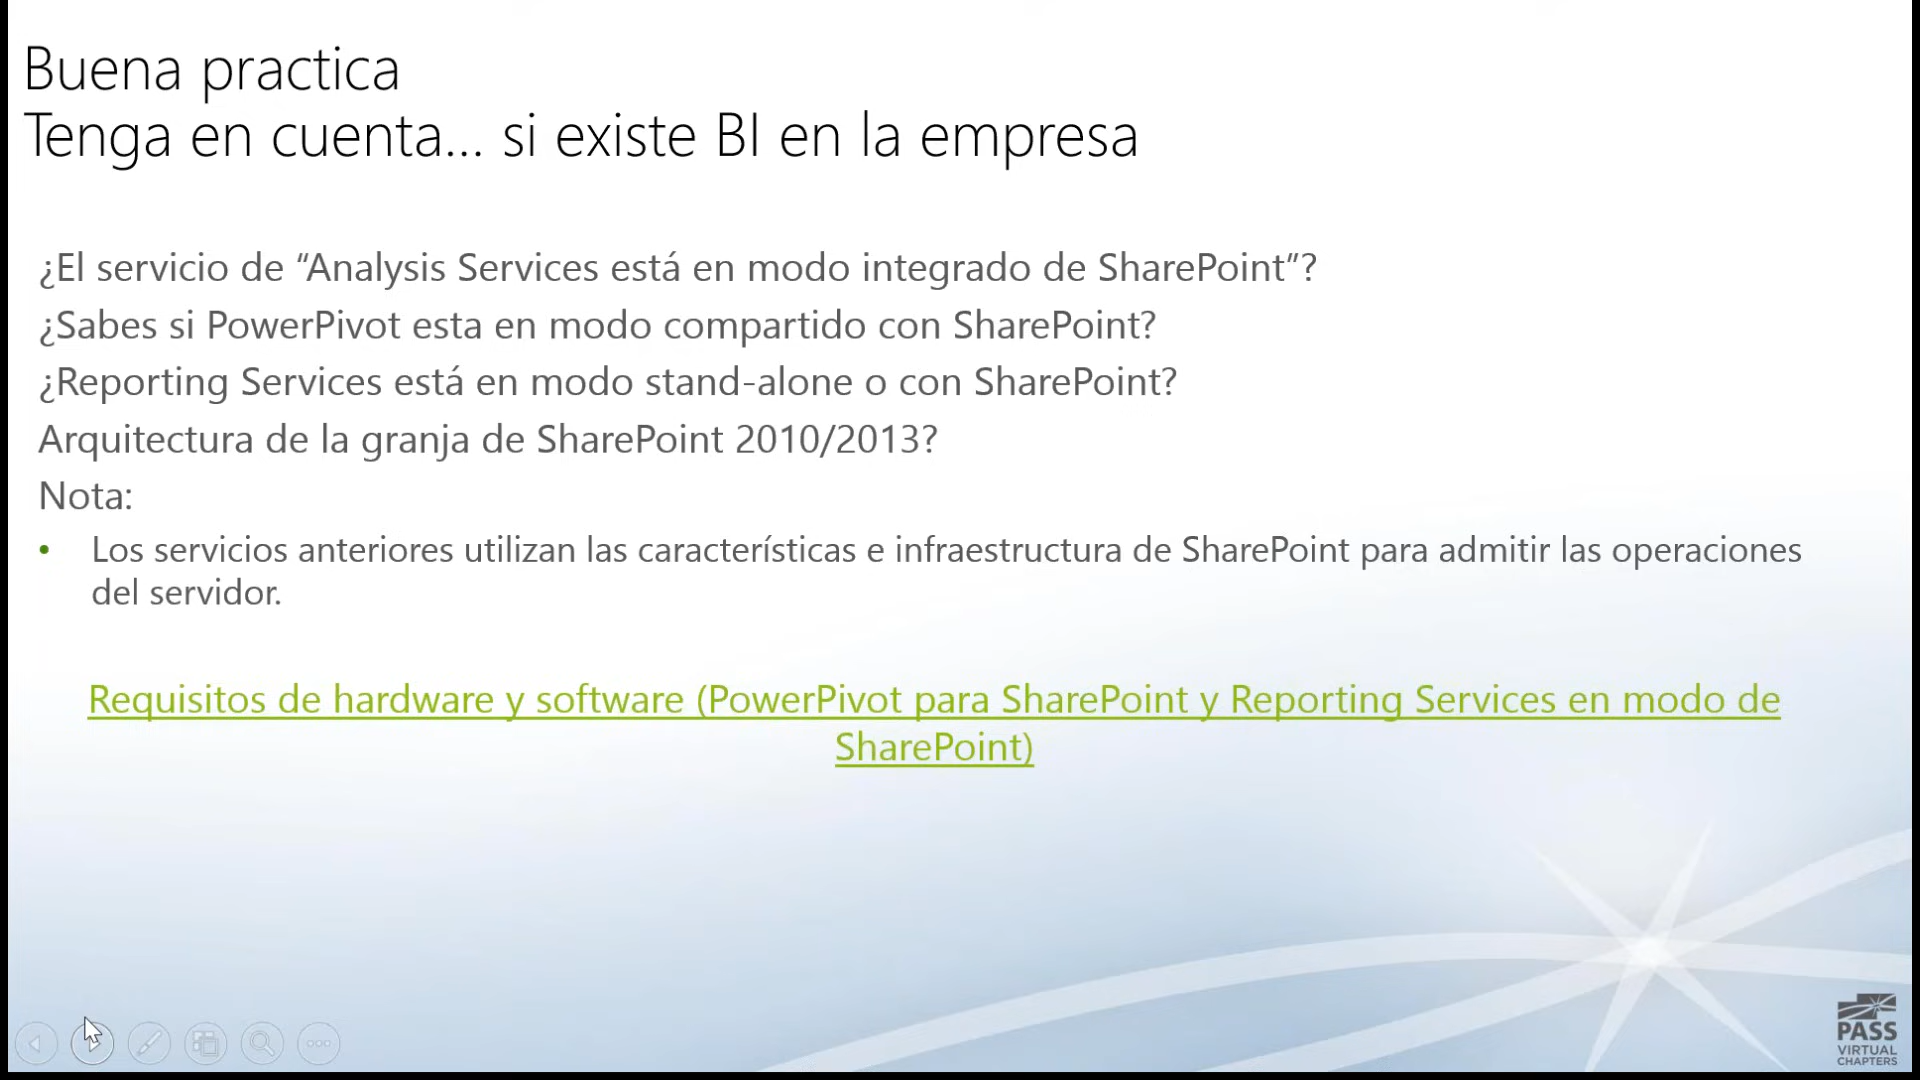 Buena practica
Tenga en cuenta... si existe BI en la empresa
¿El servicio de “Analysis Services está en modo integrado de SharePoint”?
¿Sabes si PowerPivot esta en modo compartido con SharePoint?
¿Reporting Services está en modo stand-alone o con SharePoint?
Arquitectura de la granja de SharePoint 2010/2013?
Nota:
• Los servicios anteriores utilizan las características e infraestructura de SharePoint para admitir las operaciones
del servidor.
Requisitos de hardware y software (PowerPivot para SharePoint y Reporting Services en modo de
SharePoint)
PASS
VIRTUAL
CHAPTERS